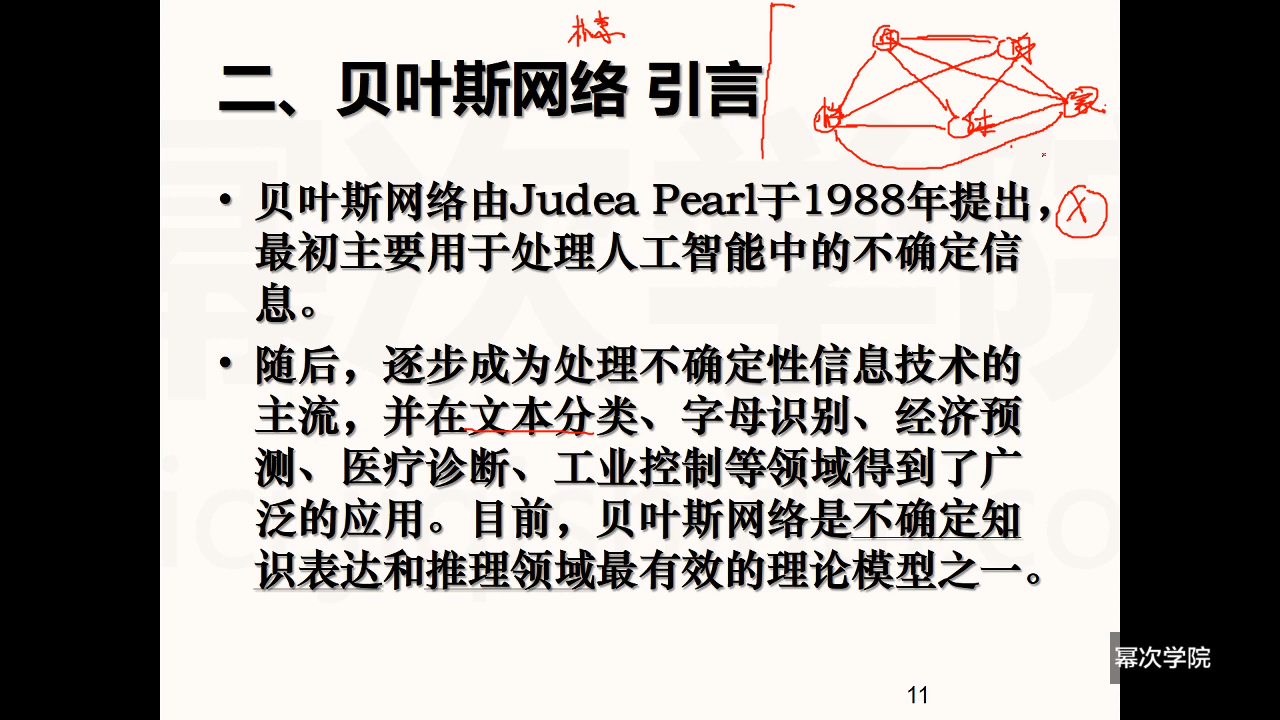 朴素
二、贝叶斯网络 引言
体
家
X
• 贝叶斯网络由Judea Pearl于1988年提出，
最初主要用于处理人工智能中的不确定信
息。
• 随后，逐步成为处理不确定性信息技术的
主流，并在文本分类、字母识别、经济预
测、医疗诊断、工业控制等领域得到了广
泛的应用。目前，贝叶斯网络是不确定知
识表达和推理领域最有效的理论模型之一。
幂次学院
11